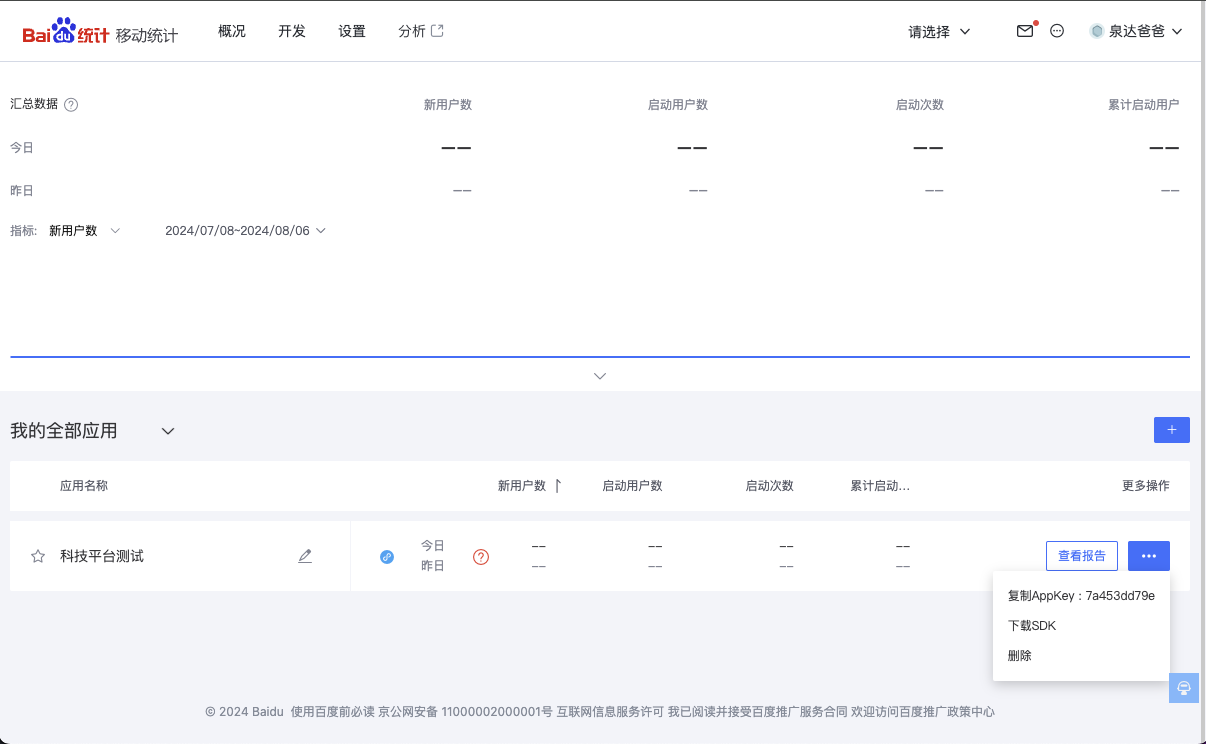 Baidu统计 移动统计 概况 开发 设置 分析 请选择 泉达爸爸
汇总数据 ? 新用户数 启动用户数 启动次数 累计启动用户
今日 -- -- -- --
昨日 -- -- -- --
指标: 新用户数 2024/07/08~2024/08/06
我的全部应用 +
应用名称 新用户数 启动用户数 启动次数 累计启动... 更多操作
科技平台测试 今日 ? -- -- -- -- 查看报告 ...
昨日 -- -- -- --
复制AppKey : 7a453dd79e
下载SDK
删除
© 2024 Baidu 使用百度前必读 京公网安备 11000002000001号 互联网信息服务许可 我已阅读并接受百度推广服务合同 欢迎访问百度推广政策中心